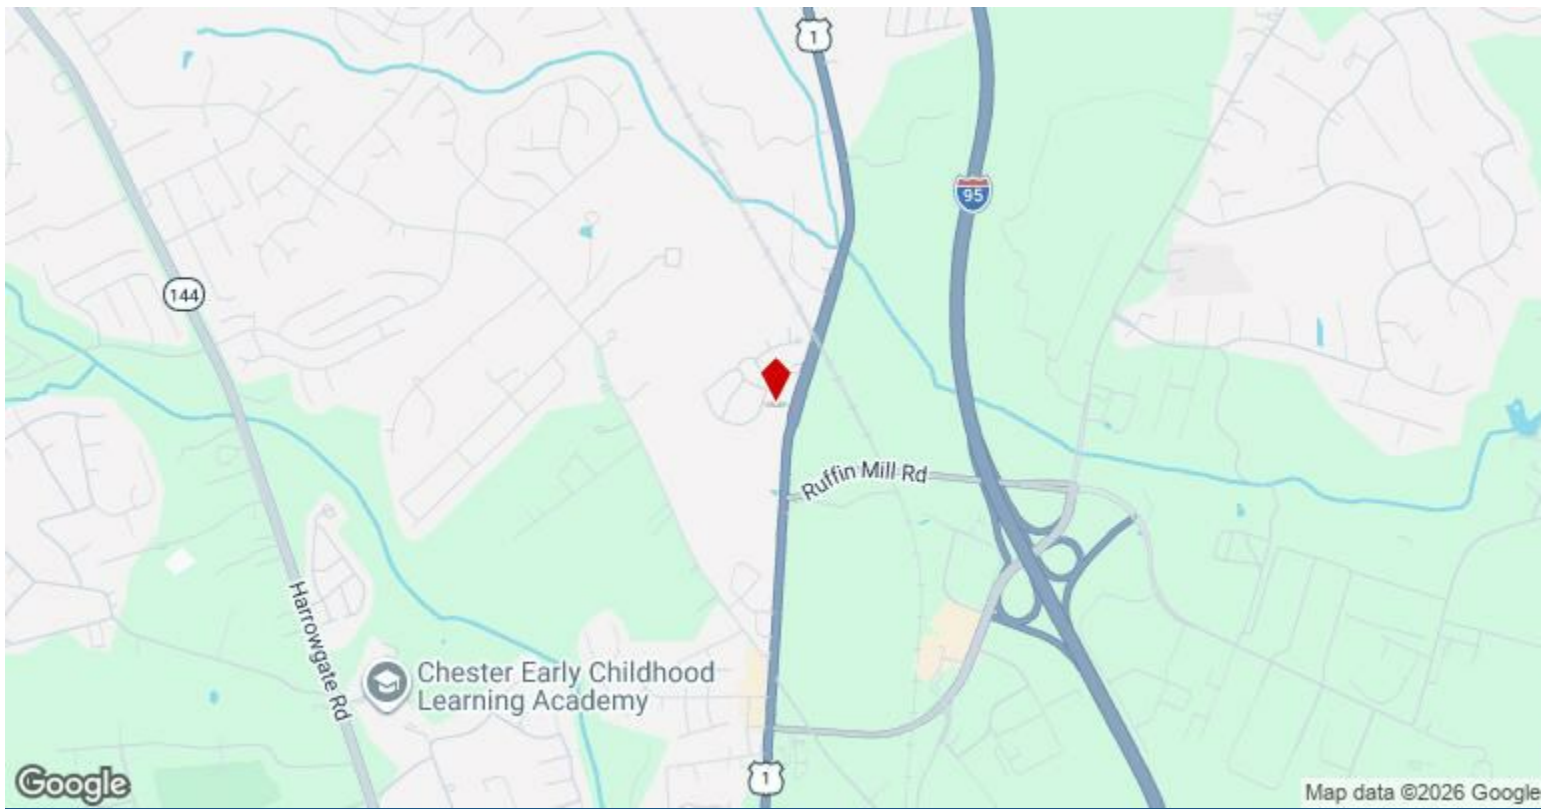 1
95
144
Ruffin Mill Rd
Harrowgate Rd
Chester Early Childhood
Learning Academy
1
Google
Map data ©2026 Google